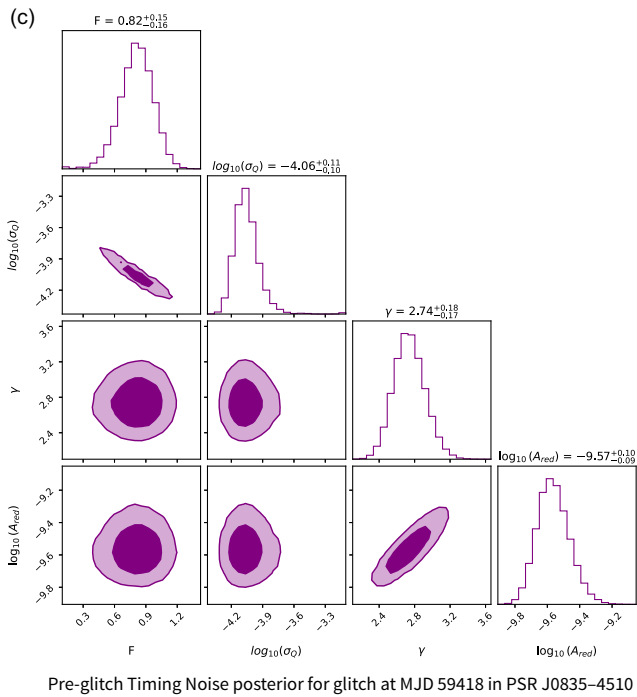 (c)
F = 0.82+0.15−0.16
log10(σQ) = −4.06+0.11−0.10
−3.3
−3.6
−3.9
−4.2
log10(σQ)
γ = 2.74+0.18−0.17
3.6
3.2
2.8
2.4
γ
log10(Ared) = −9.57+0.10−0.09
−9.2
−9.4
−9.6
−9.8
log10(Ared)
0.3 0.6 0.9 1.2 −4.2 −3.9 −3.6 −3.3 2.4 2.8 3.2 3.6 −9.8 −9.6 −9.4 −9.2
F log10(σQ) γ log10(Ared)
Pre-glitch Timing Noise posterior for glitch at MJD 59418 in PSR J0835–4510